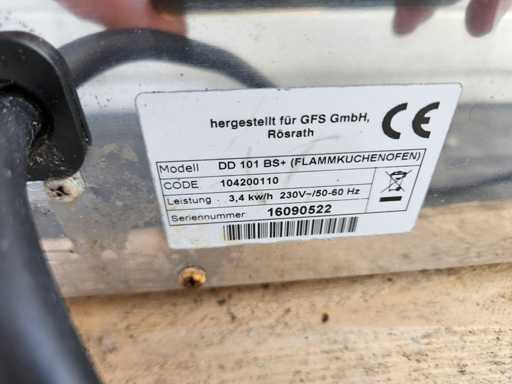 hergestellt für GFS GmbH,
Rösrath
CE
Modell DD 101 BS+ (FLAMMKUCHENOFEN)
CODE 104200110
Leistung 3,4 kw/h 230V~/50-60 Hz
Seriennummer 16090522